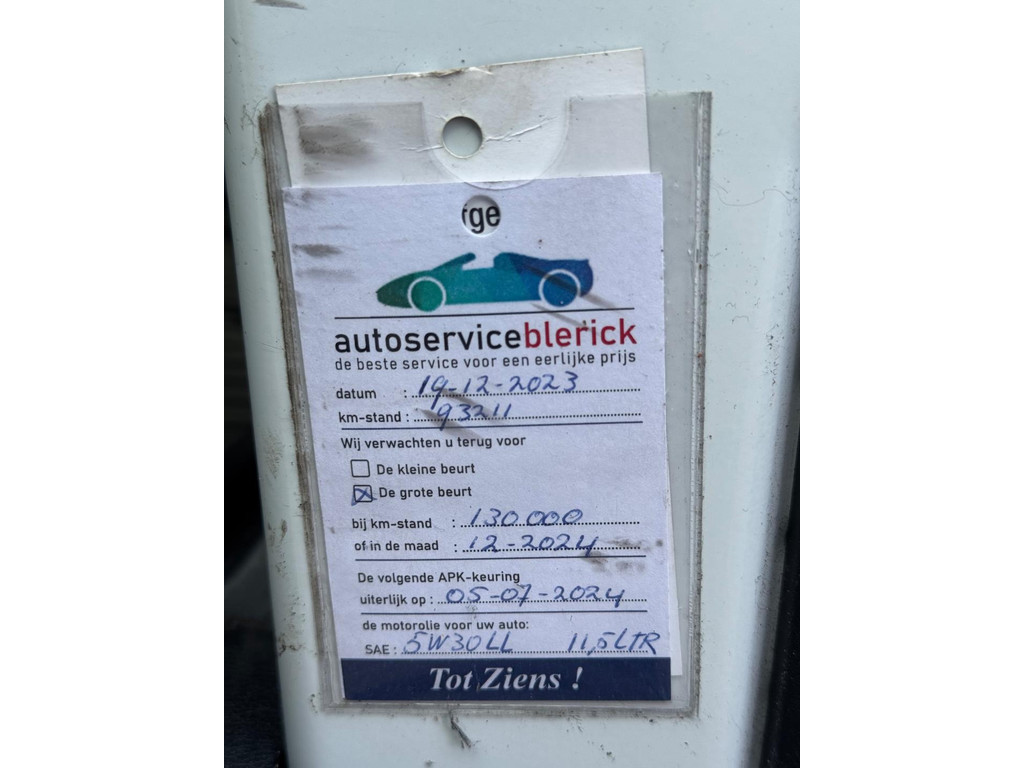 rge
autoserviceblerick
de beste service voor een eerlijke prijs
datum : 19-12-2023
km-stand : 93211
Wij verwachten u terug voor
De kleine beurt
De grote beurt
bij km-stand : 130.000
of in de maad : 12-2024
De volgende APK-keuring
uiterlijk op : 05-07-2024
de motorolie voor uw auto:
SAE : 5W30LL 11,5LTR
Tot Ziens !